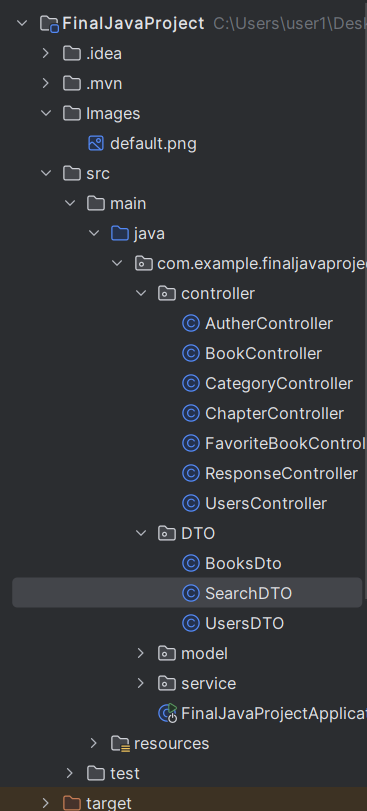 FinalJavaProject C:\Users\user1\Des
.idea
.mvn
Images
default.png
src
main
java
com.example.finaljavaproje
controller
AutherController
BookController
CategoryController
ChapterController
FavoriteBookControl
ResponseController
UsersController
DTO
BooksDto
SearchDTO
UsersDTO
model
service
FinalJavaProjectApplicat
resources
test
target